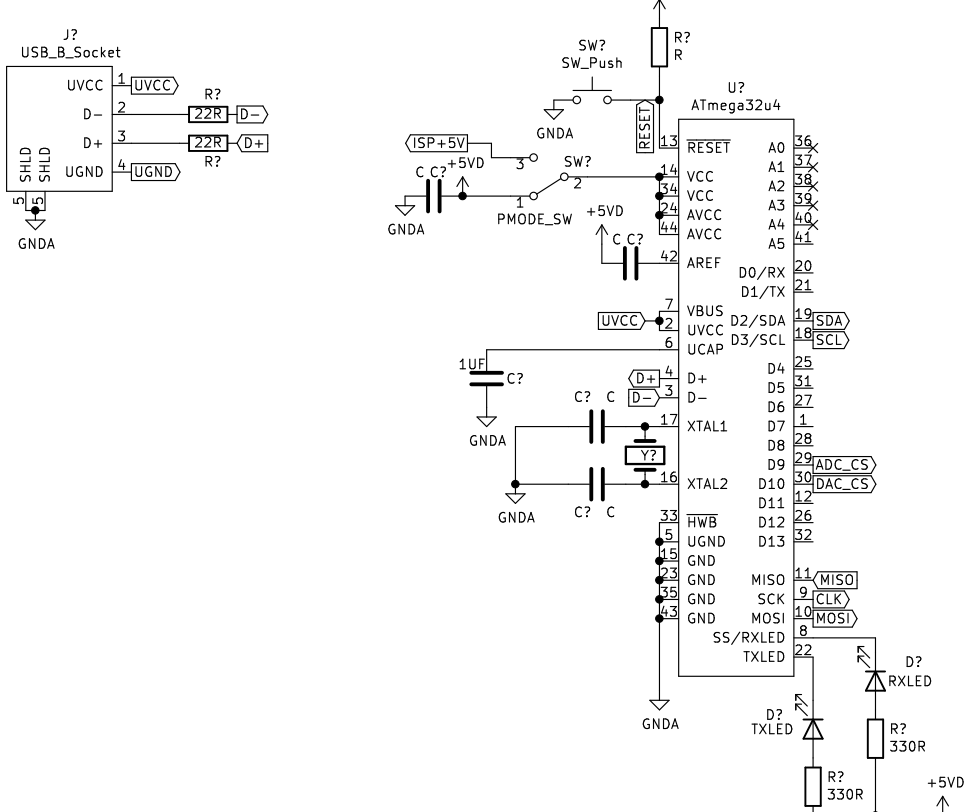 J?
USB_B_Socket
UVCC 1 UVCC
R?
D- 2 22R D-
D+ 3 22R D+
R?
UGND 4 UGND
SHLD SHLD
5 5
GNDA
R?
R
SW?
SW_Push
GNDA
RESET
ISP+5V
3
SW?
2
1
PMODE_SW
C C?
+5VD
GNDA
+5VD
C C?
UVCC
1UF
C?
GNDA
D+
D-
C? C
Y?
C? C
GNDA
GNDA
U?
ATmega32u4
13 RESET
14 VCC
34 VCC
24 AVCC
44 AVCC
42 AREF
7 VBUS
2 UVCC
6 UCAP
4 D+
3 D-
17 XTAL1
16 XTAL2
33 HWB
5 UGND
15 GND
23 GND
35 GND
43 GND
A0 36
A1 37
A2 38
A3 39
A4 40
A5 41
D0/RX 20
D1/TX 21
D2/SDA 19 SDA
D3/SCL 18 SCL
D4 25
D5 31
D6 27
D7 1
D8 28
D9 29 ADC_CS
D10 30 DAC_CS
D11 12
D12 26
D13 32
MISO 11 MISO
SCK 9 CLK
MOSI 10 MOSI
SS/RXLED 8
TXLED 22
D?
RXLED
D?
TXLED
R?
330R
R?
330R
+5VD